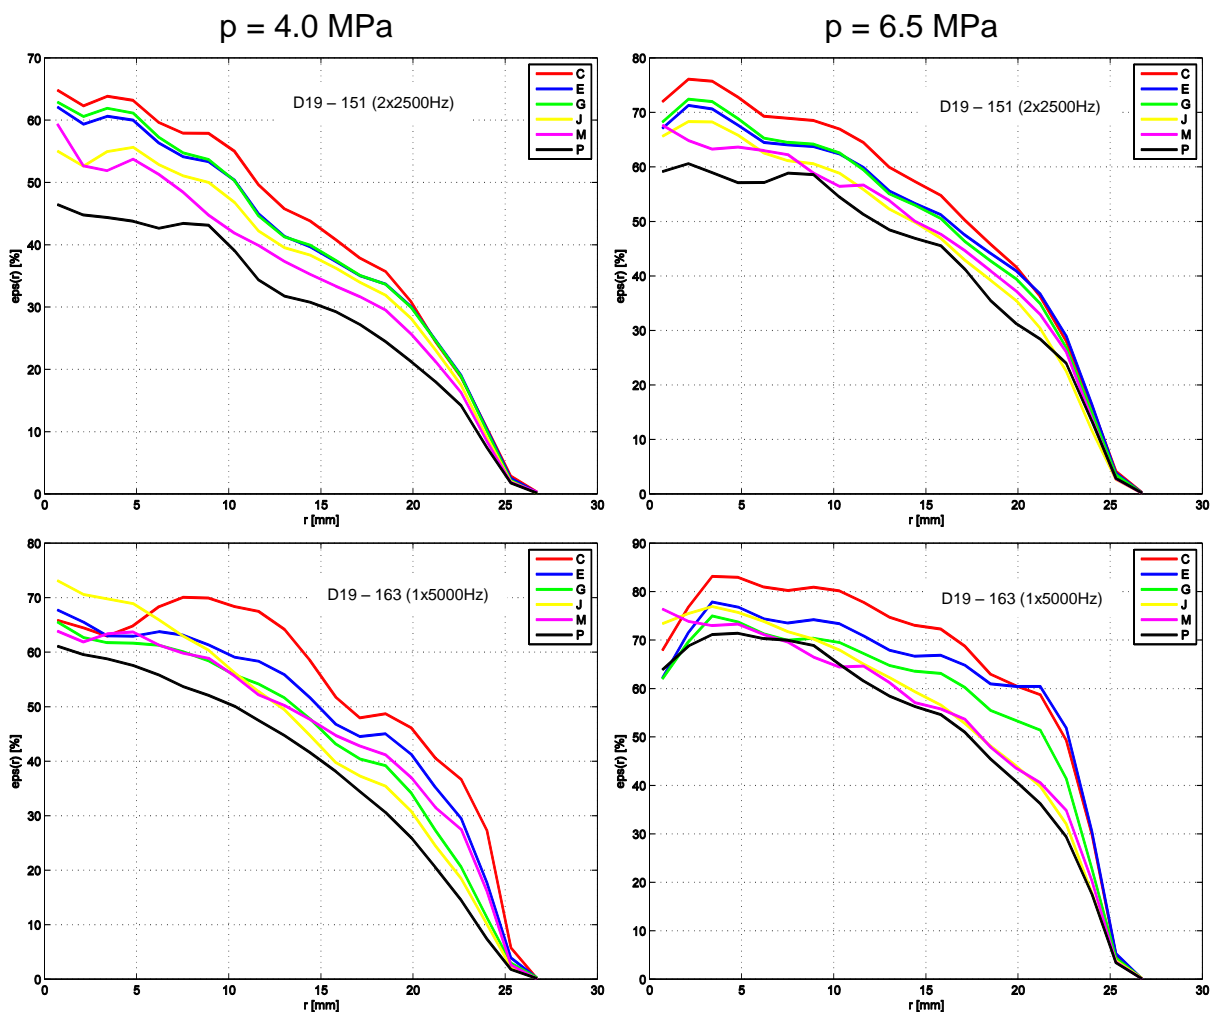 p = 4.0 MPa
p = 6.5 MPa
70
60
50
40
30
20
10
0
eps(r) [%]
D19 – 151 (2x2500Hz)
C
E
G
J
M
P
0 5 10 15 20 25 30
r [mm]
80
70
60
50
40
30
20
10
0
eps(r) [%]
D19 – 151 (2x2500Hz)
C
E
G
J
M
P
0 5 10 15 20 25 30
r [mm]
80
70
60
50
40
30
20
10
0
eps(r) [%]
D19 – 163 (1x5000Hz)
C
E
G
J
M
P
0 5 10 15 20 25 30
r [mm]
90
80
70
60
50
40
30
20
10
0
eps(r) [%]
D19 – 163 (1x5000Hz)
C
E
G
J
M
P
0 5 10 15 20 25 30
r [mm]